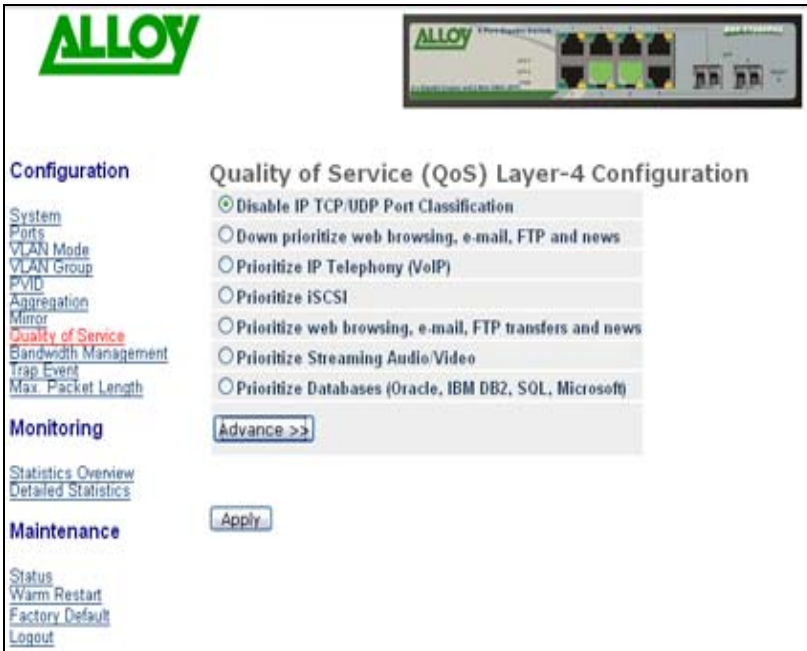 ALLOY
ALLOY
Configuration
System
Ports
VLAN Mode
VLAN Group
PVID
Aggregation
Mirror
Quality of Service
Bandwidth Management
Trap Event
Max. Packet Length
Monitoring
Statistics Overview
Detailed Statistics
Maintenance
Status
Warm Restart
Factory Default
Logout
Quality of Service (QoS) Layer-4 Configuration
Disable IP TCP/UDP Port Classification
Down prioritize web browsing, e-mail, FTP and news
Prioritize IP Telephony (VoIP)
Prioritize iSCSI
Prioritize web browsing, e-mail, FTP transfers and news
Prioritize Streaming Audio/Video
Prioritize Databases (Oracle, IBM DB2, SQL, Microsoft)
Advance >>
Apply